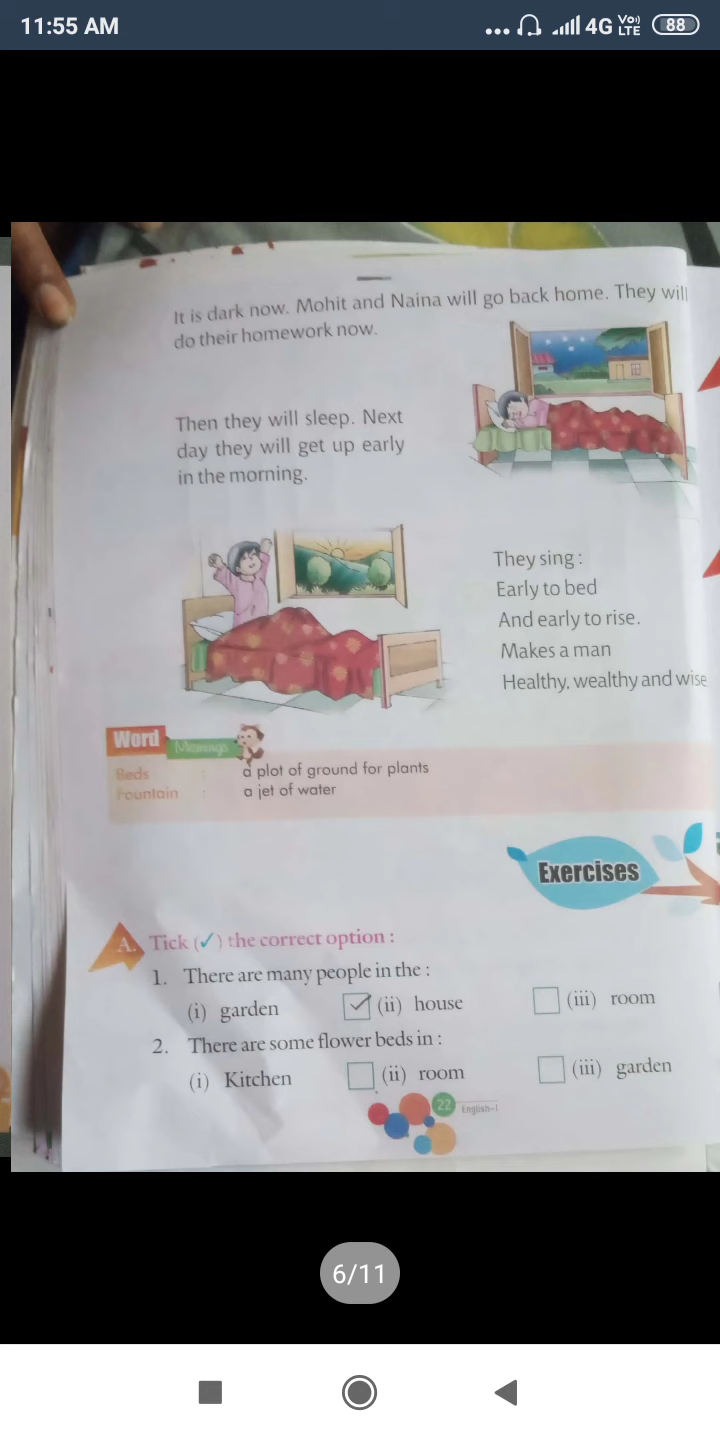 11:55 AM
4G
Vo)
LTE
88
It is dark now. Mohit and Naina will go back home. They will
do their homework now.
Then they will sleep. Next
day they will get up early
in the morning.
They sing :
Early to bed
And early to rise.
Makes a man
Healthy, wealthy and wise
Word
Meanings
Beds : a plot of ground for plants
Fountain : a jet of water
Exercises
A. Tick (✓) the correct option :
1. There are many people in the :
(i) garden (ii) house (iii) room
2. There are some flower beds in :
(i) Kitchen (ii) room (iii) garden
22 English-1
6/11